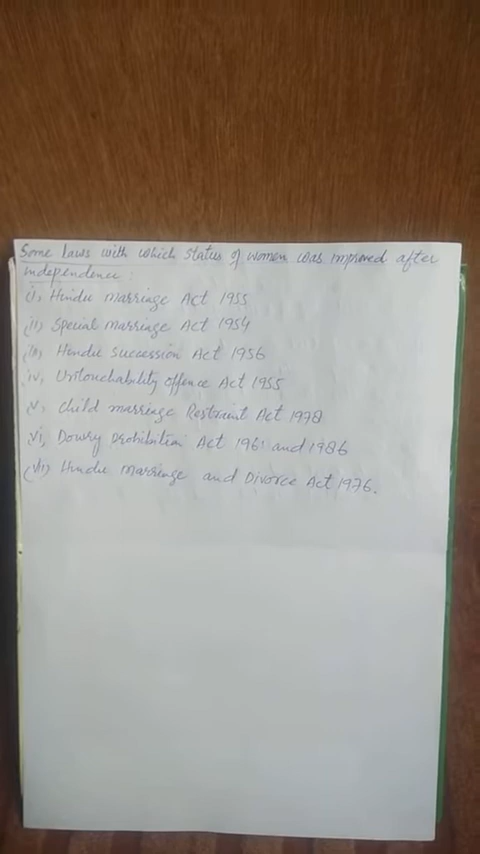 Some laws with which status of women was improved after
independence :
(i) Hindu marriage Act 1955
(ii) Special marriage Act 1954
(iii) Hindu succession Act 1956
(iv) Untouchability offence Act 1955
(v) Child marriage Restraint Act 1978
(vi) Dowry prohibition Act 1961 and 1986
(vii) Hindu marriage and Divorce Act 1976.